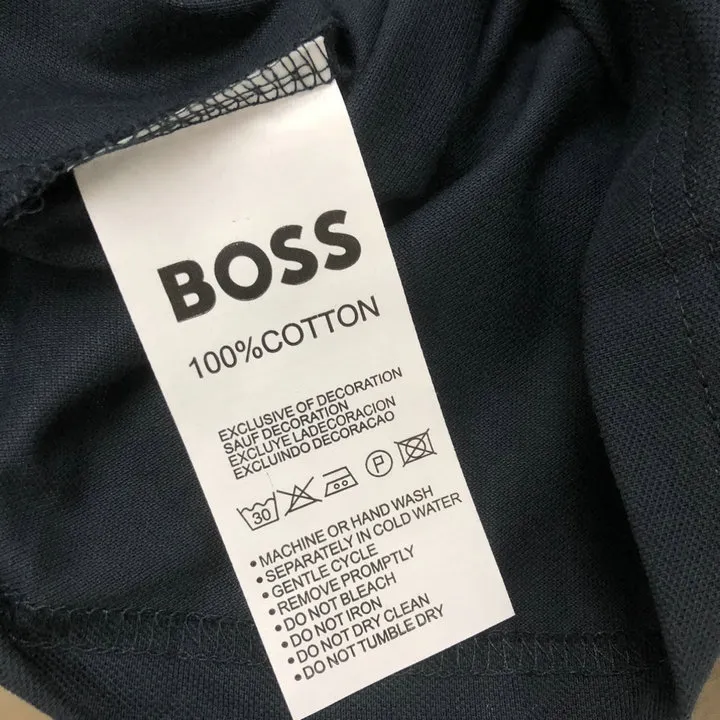 BOSS
100%COTTON
EXCLUSIVE OF DECORATION
SAUF DECORATION
EXCLUYE LADECORACION
EXCLUINDO DECORACAO
30 P
•MACHINE OR HAND WASH
•SEPARATELY IN COLD WATER
•GENTLE CYCLE
•REMOVE PROMPTLY
•DO NOT BLEACH
•DO NOT IRON
•DO NOT DRY CLEAN
•DO NOT TUMBLE DRY